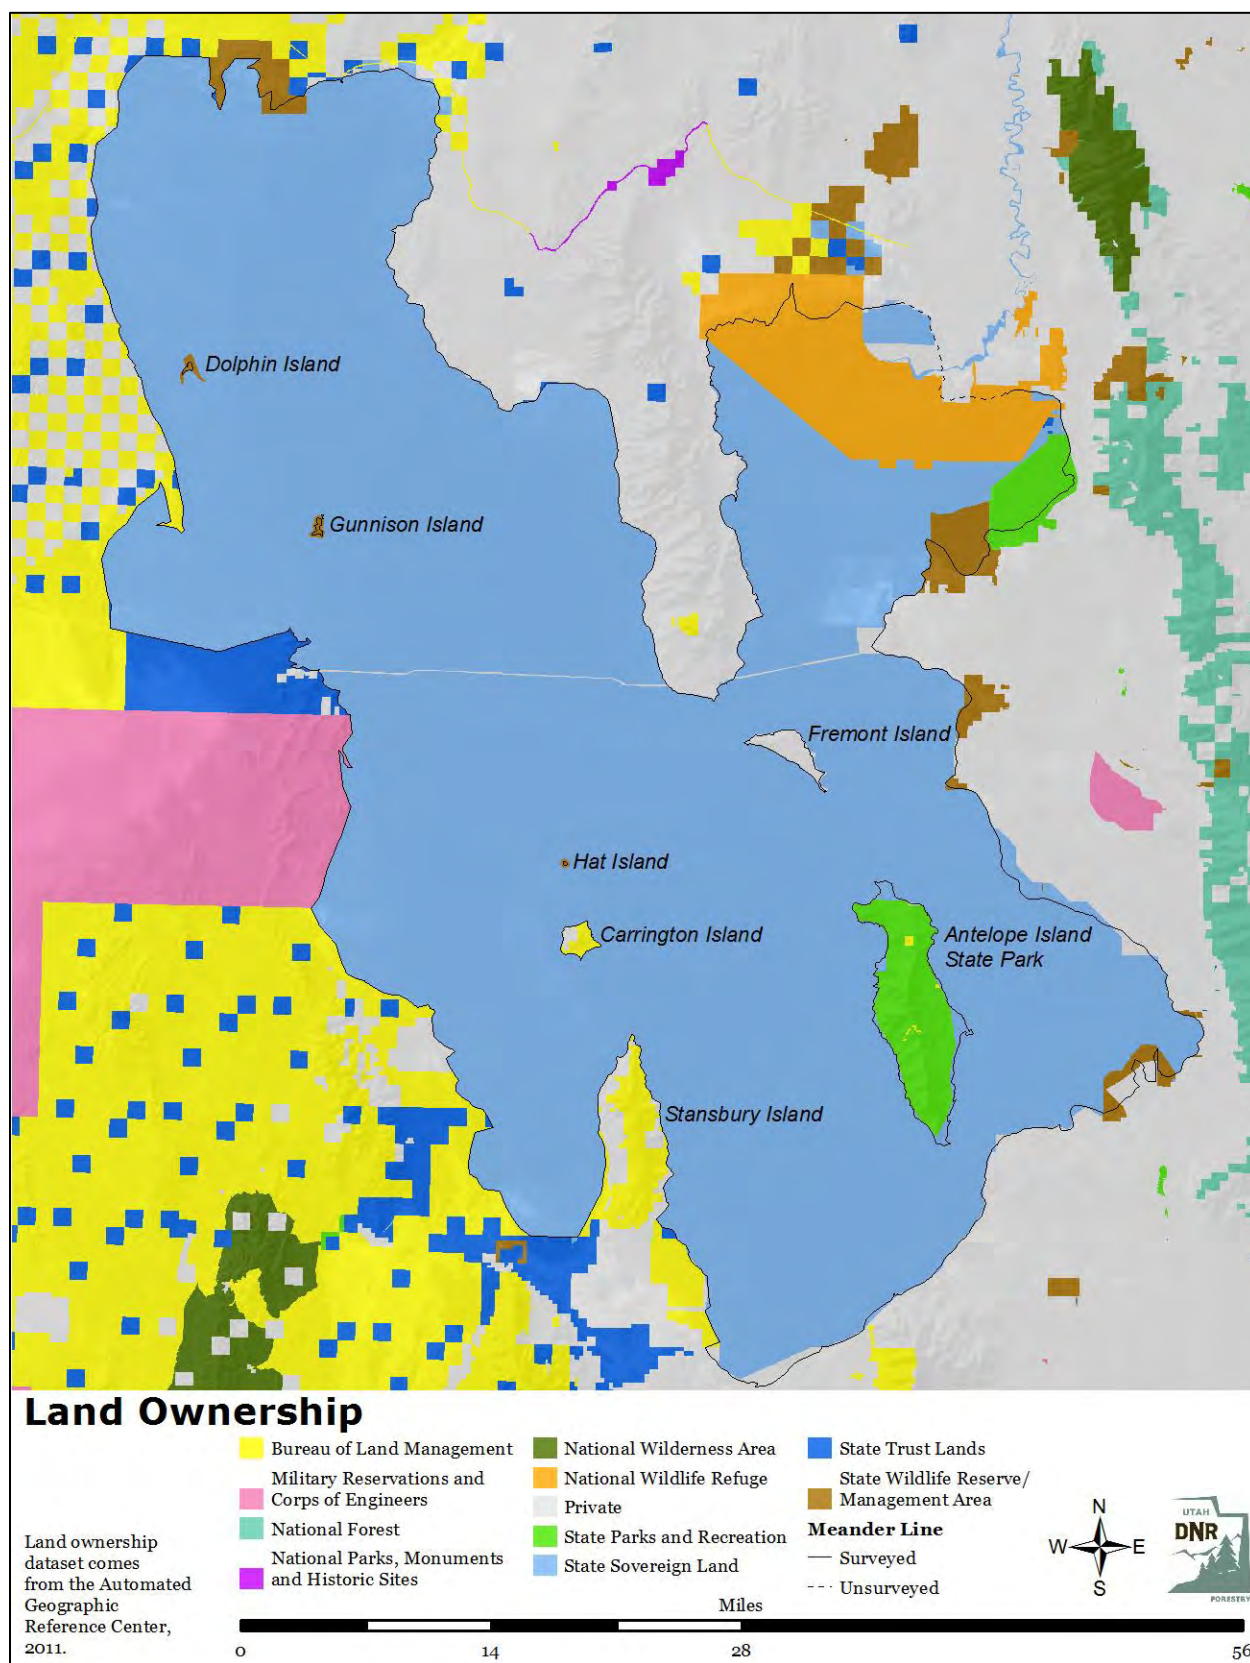 Dolphin Island
Gunnison Island
Fremont Island
Hat Island
Carrington Island
Antelope Island
State Park
Stansbury Island
Land Ownership
Bureau of Land Management
Military Reservations and
Corps of Engineers
National Forest
National Parks, Monuments
and Historic Sites
National Wilderness Area
National Wildlife Refuge
Private
State Parks and Recreation
State Sovereign Land
State Trust Lands
State Wildlife Reserve/
Management Area
Meander Line
Surveyed
Unsurveyed
N
W E
S
UTAH
DNR
FORESTRY
Land ownership
dataset comes
from the Automated
Geographic
Reference Center,
2011.
Miles
0 14 28 56